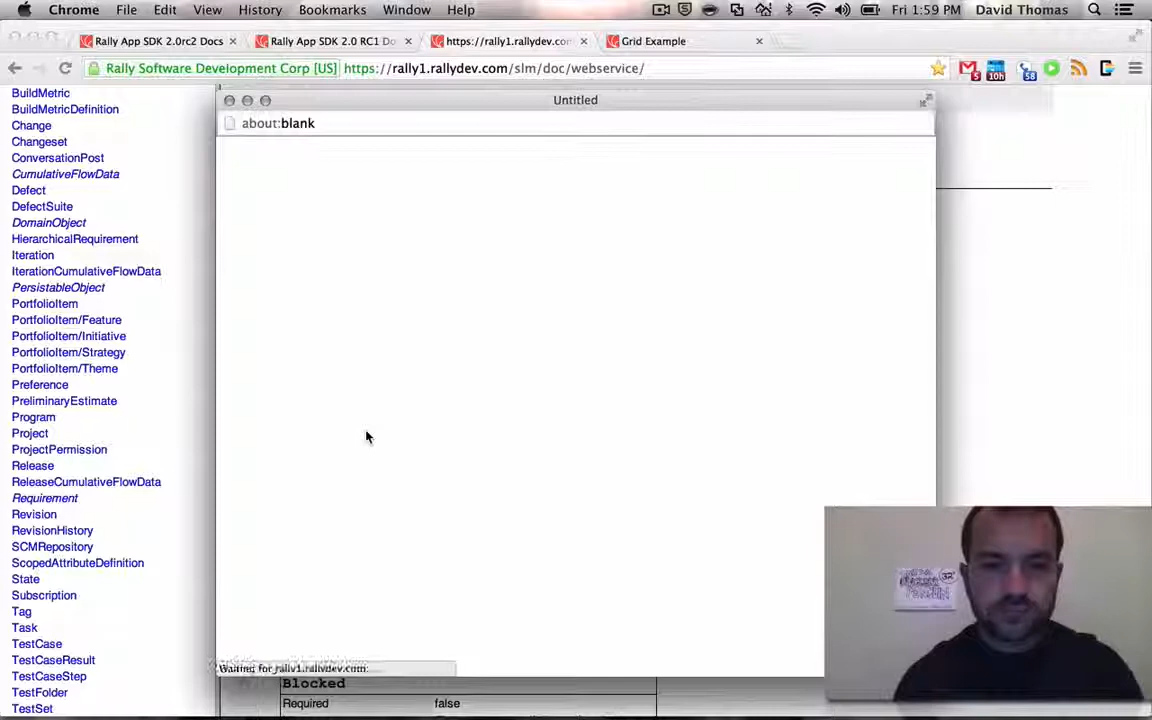 Chrome File Edit View History Bookmarks Window Help Fri 1:59 PM David Thomas
Rally App SDK 2.0rc2 Docs Rally App SDK 2.0 RC1 Do https://rally1.rallydev.com Grid Example
Rally Software Development Corp [US] https://rally1.rallydev.com/slm/doc/webservice/
5 10h 58
BuildMetric
BuildMetricDefinition
Change
Changeset
ConversationPost
CumulativeFlowData
Defect
DefectSuite
DomainObject
HierarchicalRequirement
Iteration
IterationCumulativeFlowData
PersistableObject
PortfolioItem
PortfolioItem/Feature
PortfolioItem/Initiative
PortfolioItem/Strategy
PortfolioItem/Theme
Preference
PreliminaryEstimate
Program
Project
ProjectPermission
Release
ReleaseCumulativeFlowData
Requirement
Revision
RevisionHistory
SCMRepository
ScopedAttributeDefinition
State
Subscription
Tag
Task
TestCase
TestCaseResult
TestCaseStep
TestFolder
TestSet
Untitled
about:blank
Waiting for rally1.rallydev.com:
Blocked
Required false